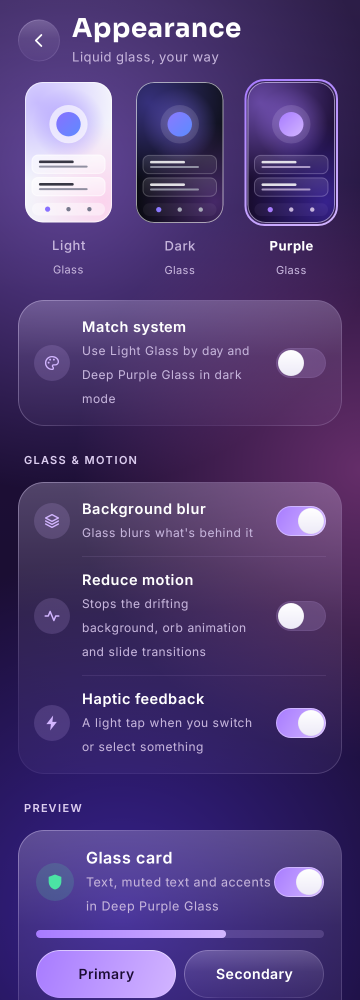 Appearance
Liquid glass, your way
Light
Glass
Dark
Glass
Purple
Glass
Match system
Use Light Glass by day and
Deep Purple Glass in dark
mode
GLASS & MOTION
Background blur
Glass blurs what's behind it
Reduce motion
Stops the drifting
background, orb animation
and slide transitions
Haptic feedback
A light tap when you switch
or select something
PREVIEW
Glass card
Text, muted text and accents
in Deep Purple Glass
Primary
Secondary